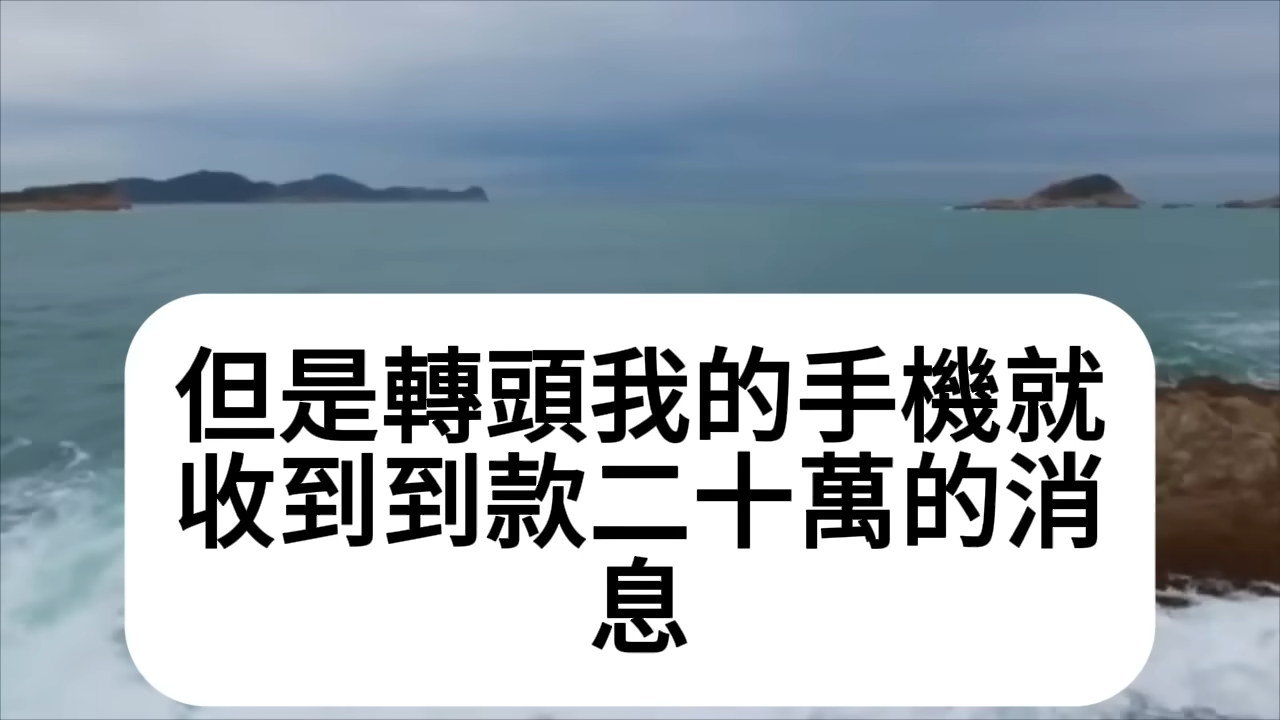 但是轉頭我的手機就
收到到款二十萬的消
息